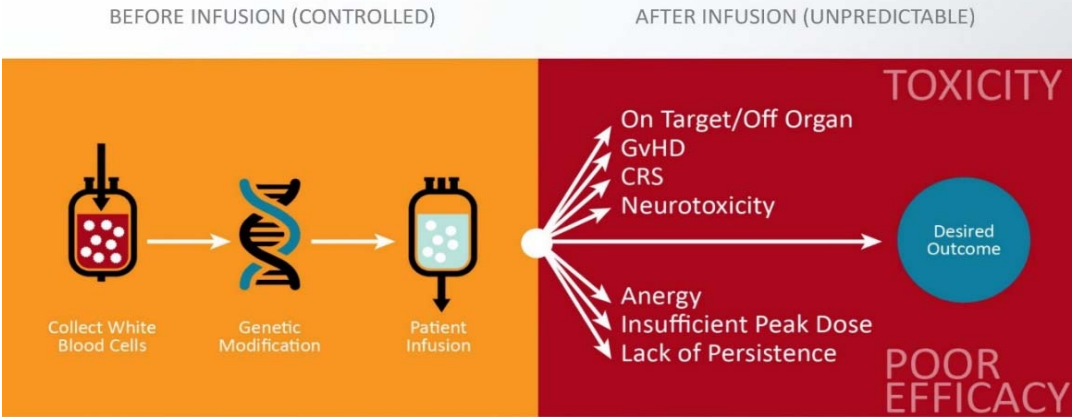 BEFORE INFUSION (CONTROLLED)
AFTER INFUSION (UNPREDICTABLE)
Collect White
Blood Cells
Genetic
Modification
Patient
Infusion
TOXICITY
On Target/Off Organ
GvHD
CRS
Neurotoxicity
Desired
Outcome
Anergy
Insufficient Peak Dose
Lack of Persistence
POOR
EFFICACY